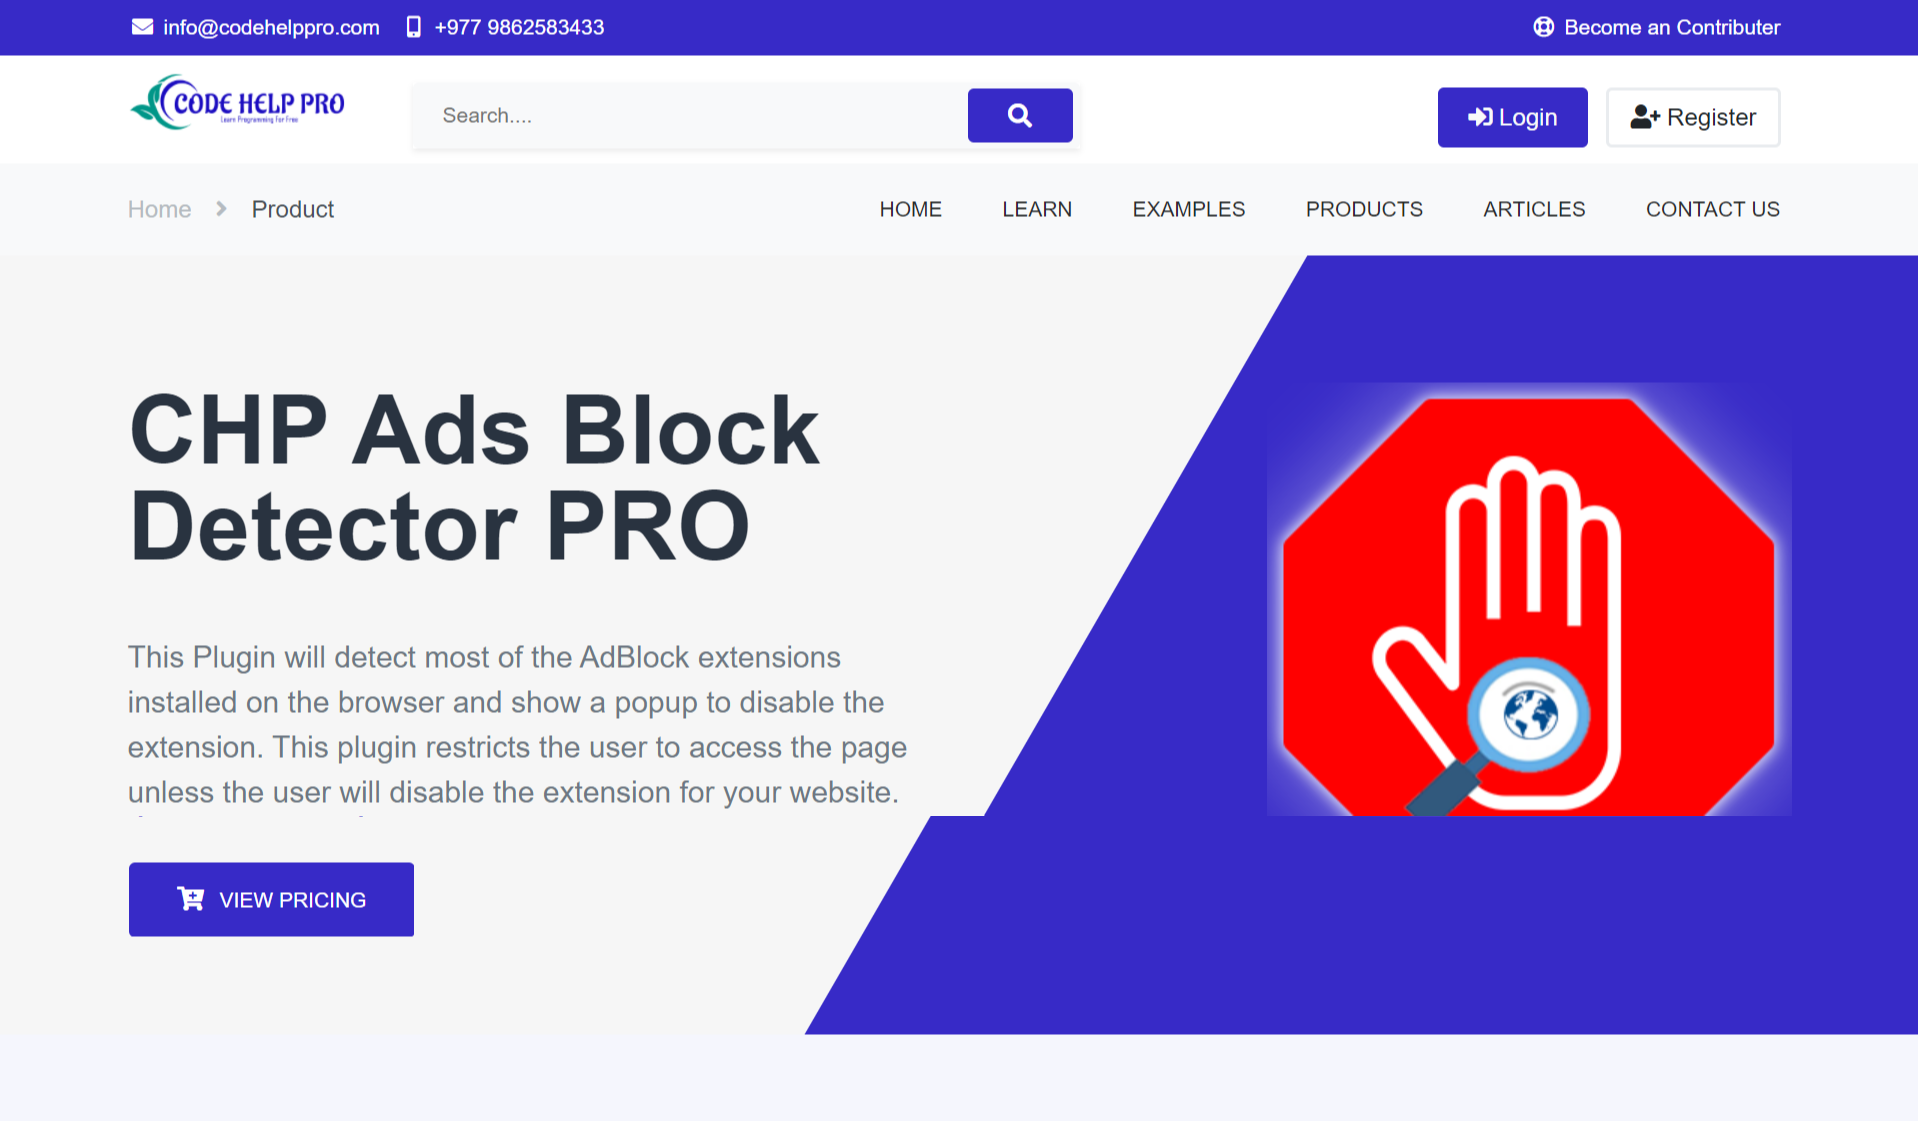 info@codehelppro.com
+977 9862583433
Become an Contributer
CODE HELP PRO
Learn Programming For Free
Search....
Login
Register
Home
Product
HOME
LEARN
EXAMPLES
PRODUCTS
ARTICLES
CONTACT US
CHP Ads Block
Detector PRO
This Plugin will detect most of the AdBlock extensions
installed on the browser and show a popup to disable the
extension. This plugin restricts the user to access the page
unless the user will disable the extension for your website.
VIEW PRICING